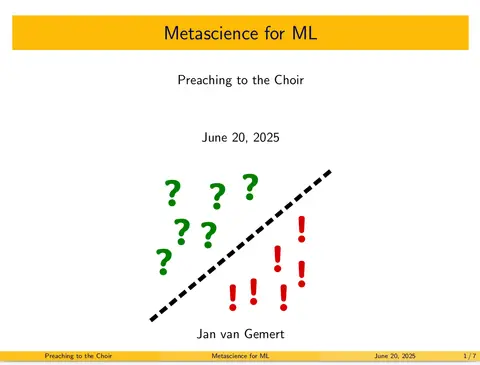 Metascience for ML
Preaching to the Choir
June 20, 2025
? ? ?
? ?
?
!
! !
! ! !
Jan van Gemert
Preaching to the Choir Metascience for ML June 20, 2025 1 / 7